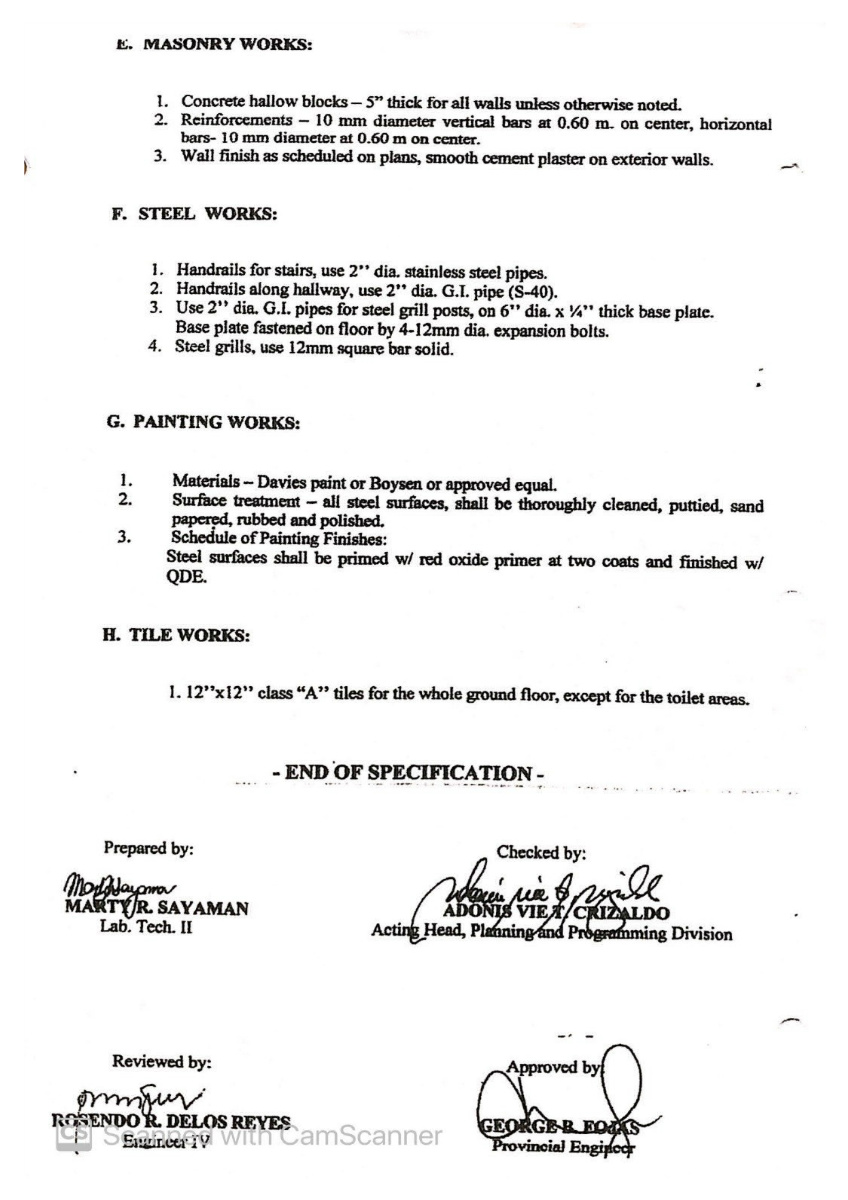 E. MASONRY WORKS:
1. Concrete hallow blocks – 5” thick for all walls unless otherwise noted.
2. Reinforcements – 10 mm diameter vertical bars at 0.60 m. on center, horizontal
bars- 10 mm diameter at 0.60 m on center.
3. Wall finish as scheduled on plans, smooth cement plaster on exterior walls.
F. STEEL WORKS:
1. Handrails for stairs, use 2’’ dia. stainless steel pipes.
2. Handrails along hallway, use 2’’ dia. G.I. pipe (S-40).
3. Use 2’’ dia. G.I. pipes for steel grill posts, on 6’’ dia. x ¼’’ thick base plate.
Base plate fastened on floor by 4-12mm dia. expansion bolts.
4. Steel grills, use 12mm square bar solid.
G. PAINTING WORKS:
1. Materials – Davies paint or Boysen or approved equal.
2. Surface treatment – all steel surfaces, shall be thoroughly cleaned, puttied, sand
papered, rubbed and polished.
3. Schedule of Painting Finishes:
Steel surfaces shall be primed w/ red oxide primer at two coats and finished w/
QDE.
H. TILE WORKS:
1. 12’’x12’’ class “A” tiles for the whole ground floor, except for the toilet areas.
- END OF SPECIFICATION -
Prepared by:
MARTY R. SAYAMAN
Lab. Tech. II
Checked by:
ADONIS VIE T. CRIZALDO
Acting Head, Planning and Programming Division
Reviewed by:
ROSENDO R. DELOS REYES
Engineer IV
Approved by
GEORGE B.
Provincial Engineer
CS Scanned with CamScanner